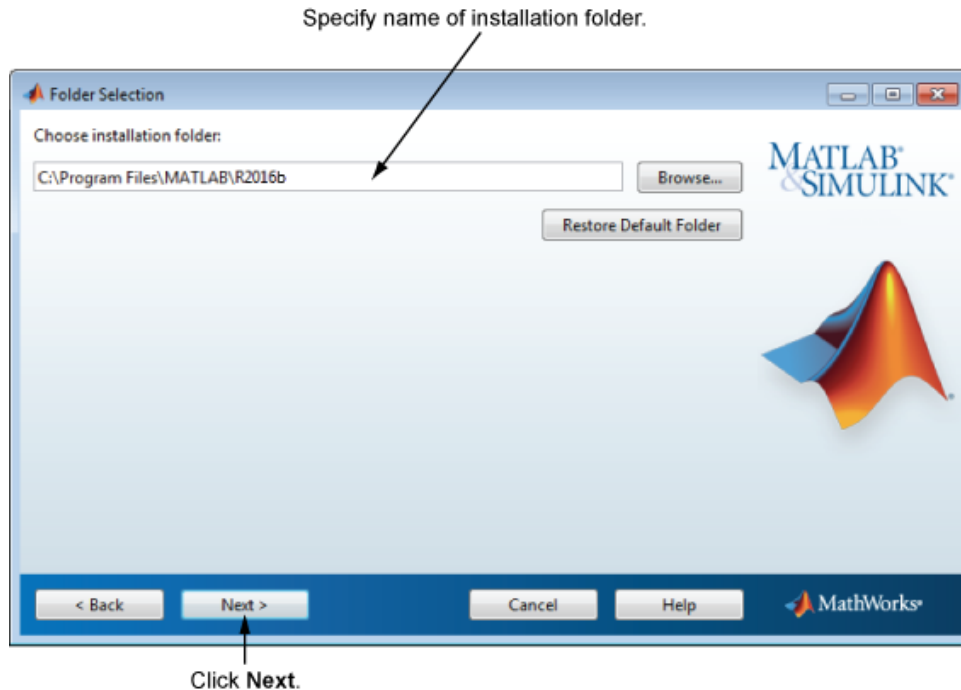 Specify name of installation folder.
Folder Selection
Choose installation folder:
C:\Program Files\MATLAB\R2016b
Browse...
MATLAB®
&SIMULINK®
Restore Default Folder
< Back
Next >
Cancel
Help
MathWorks®
Click Next.